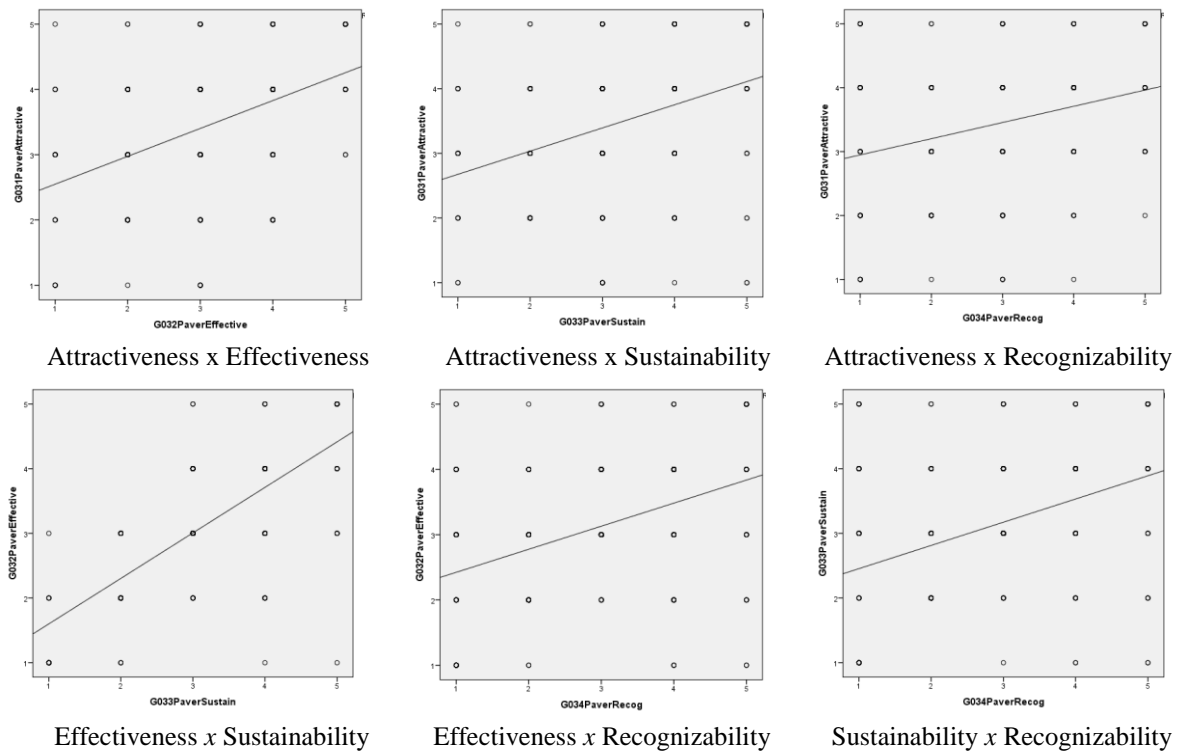 5
4
3
2
1
G031PaverAttractive
1 2 3 4 5
G032PaverEffective
Attractiveness x Effectiveness
5
4
3
2
1
G031PaverAttractive
1 2 3 4 5
G033PaverSustain
Attractiveness x Sustainability
5
4
3
2
1
G031PaverAttractive
1 2 3 4 5
G034PaverRecog
Attractiveness x Recognizability
5
4
3
2
1
G032PaverEffective
1 2 3 4 5
G033PaverSustain
Effectiveness x Sustainability
5
4
3
2
1
G032PaverEffective
1 2 3 4 5
G034PaverRecog
Effectiveness x Recognizability
5
4
3
2
1
G033PaverSustain
1 2 3 4 5
G034PaverRecog
Sustainability x Recognizability